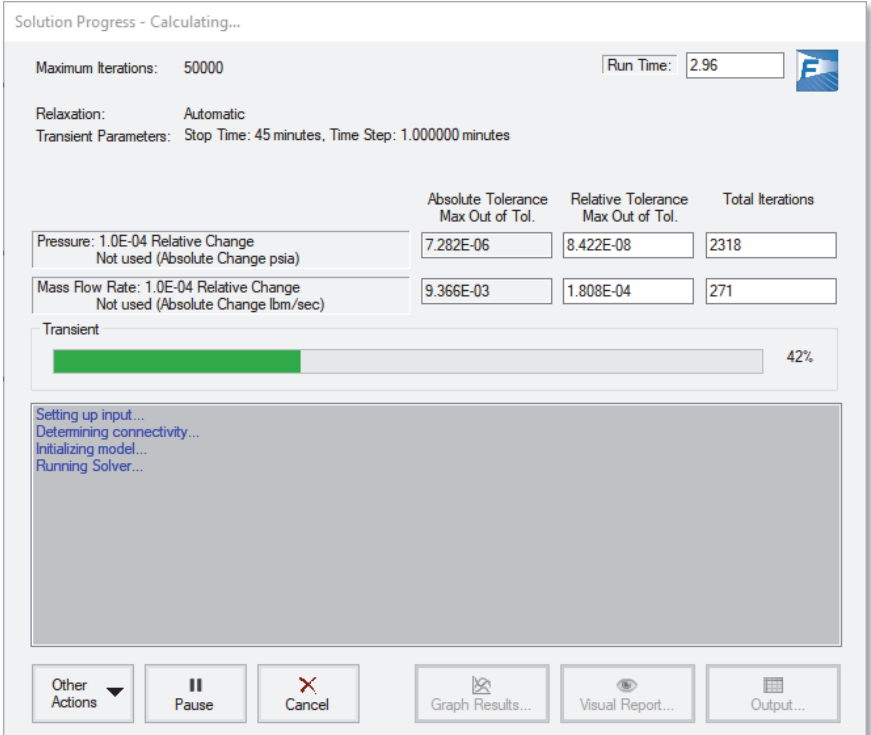 Solution Progress - Calculating...
Maximum Iterations: 50000
Run Time: 2.96
F
Relaxation: Automatic
Transient Parameters: Stop Time: 45 minutes, Time Step: 1.000000 minutes
Absolute Tolerance Relative Tolerance Total Iterations
Max Out of Tol. Max Out of Tol.
Pressure: 1.0E-04 Relative Change
Not used (Absolute Change psia)
7.282E-06 8.422E-08 2318
Mass Flow Rate: 1.0E-04 Relative Change
Not used (Absolute Change lbm/sec)
9.366E-03 1.808E-04 271
Transient
42%
Setting up input...
Determining connectivity...
Initializing model...
Running Solver...
Other
Actions
Pause
Cancel
Graph Results...
Visual Report...
Output...